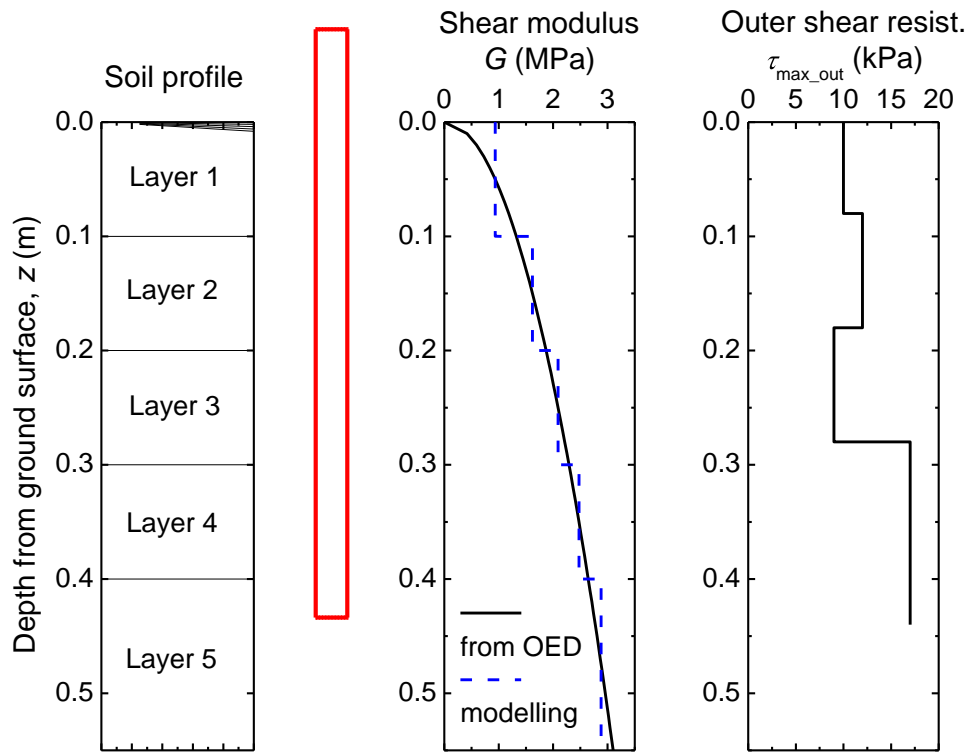 Soil profile
Depth from ground surface, z (m)
0.0
0.1
0.2
0.3
0.4
0.5
Layer 1
Layer 2
Layer 3
Layer 4
Layer 5
Shear modulus
G (MPa)
0 1 2 3
0.0
0.1
0.2
0.3
0.4
0.5
from OED
modelling
Outer shear resist.
τmax_out (kPa)
0 5 10 15 20
0.0
0.1
0.2
0.3
0.4
0.5